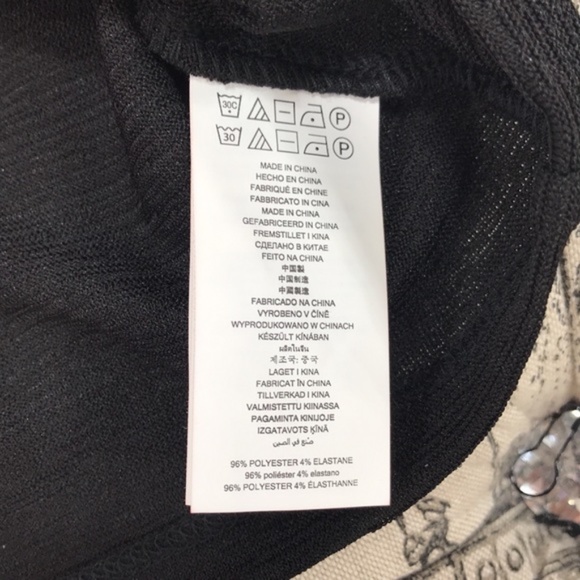 30C P
30 P
MADE IN CHINA
HECHO EN CHINA
FABRIQUÉ EN CHINE
FABBRICATO IN CINA
MADE IN CHINA
GEFABRICEERD IN CHINA
FREMSTILLET I KINA
СДЕЛАНО В КИТАЕ
FEITO NA CHINA
中国製
中国制造
中國製造
FABRICADO NA CHINA
VYROBENO V ČÍNĚ
WYPRODUKOWANO W CHINACH
KÉSZÜLT KÍNÁBAN
ผลิตในจีน
제조국: 중국
LAGET I KINA
FABRICAT ÎN CHINA
TILLVERKAD I KINA
VALMISTETTU KIINASSA
PAGAMINTA KINIJOJE
IZGATAVOTS ĶĪNĀ
صنع في الصين
96% POLYESTER 4% ELASTANE
96% poliéster 4% elastano
96% POLYESTER 4% ÉLASTHANNE